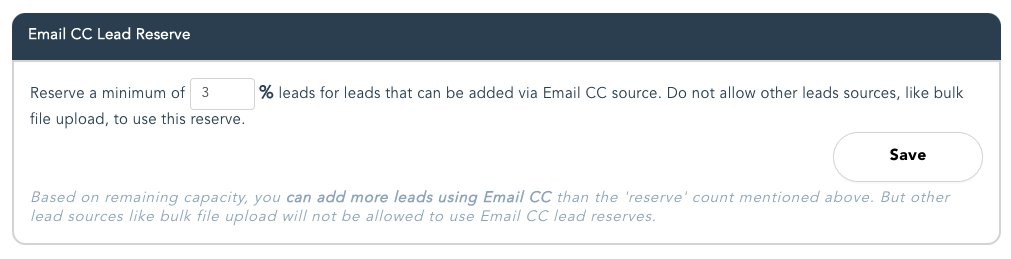 Email CC Lead Reserve
Reserve a minimum of 3 % leads for leads that can be added via Email CC source. Do not allow other leads sources, like bulk
file upload, to use this reserve.
Save
Based on remaining capacity, you can add more leads using Email CC than the 'reserve' count mentioned above. But other
lead sources like bulk file upload will not be allowed to use Email CC lead reserves.